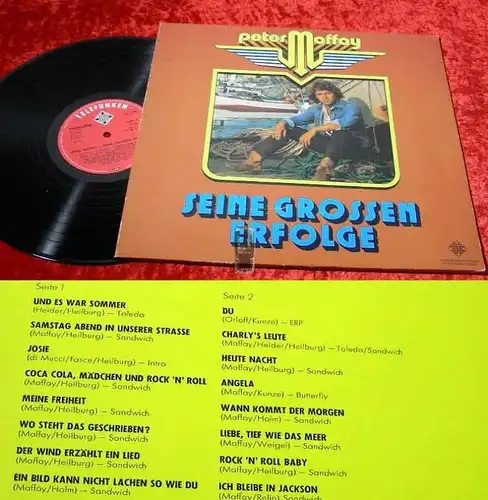 TELEFUNKEN
peter Maffay
SEINE GROSSEN
ERFOLGE
Seite 1
UND ES WAR SOMMER
(Heider/Heilburg) — Toledo
SAMSTAG ABEND IN UNSERER STRASSE
(Maffay/Heilburg) — Sandwich
JOSIE
(di Mucci/Fasce/Heilburg) — Intro
COCA COLA, MÄDCHEN UND ROCK 'N' ROLL
(Maffay/Heilburg) — Sandwich
MEINE FREIHEIT
(Maffay/Heilburg) — Sandwich
WO STEHT DAS GESCHRIEBEN?
(Maffay/Holm) — Sandwich
DER WIND ERZÄHLT EIN LIED
(Maffay/Heilburg) — Sandwich
EIN BILD KANN NICHT LACHEN SO WIE DU
(Maffay/Holm) — Sandwich
Seite 2
DU
(Orloff/Kunze) — ERP
CHARLY'S LEUTE
(Maffay/Heider/Heilburg) — Toledo/Sandwich
HEUTE NACHT
(Maffay/Heilburg) — Sandwich
ANGELA
(Maffay/Kunze) — Butterfly
WANN KOMMT DER MORGEN
(Maffay/Holm) — Sandwich
LIEBE, TIEF WIE DAS MEER
(Maffay/Weigel) — Sandwich
ROCK 'N' ROLL BABY
(Maffay/Heilburg) — Sandwich
ICH BLEIBE IN JACKSON
(Maffay/Relin) Sandwich